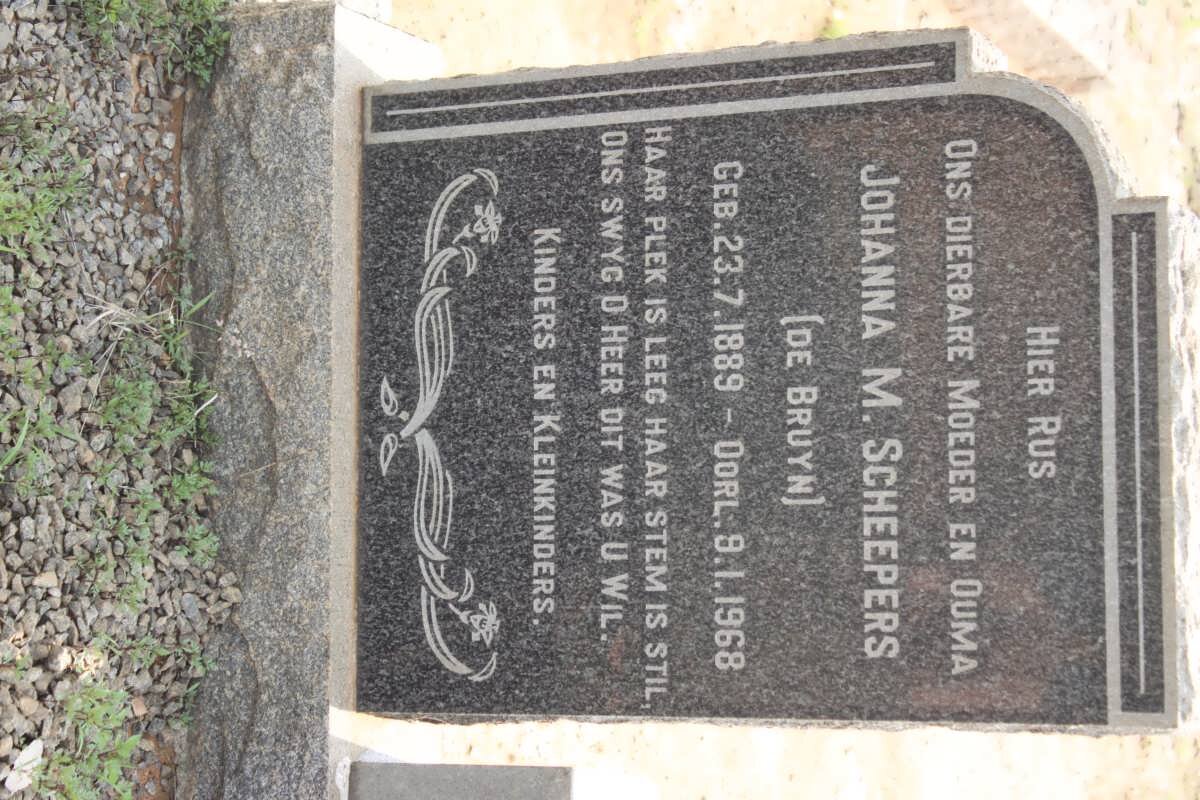 HIER RUS
ONS DIERBARE MOEDER EN OUMA
JOHANNA M. SCHEEPERS
(DE BRUYN)
GEB. 23.7.1889 - OORL. 9.1.1968
HAAR PLEK IS LEEG HAAR STEM IS STIL,
ONS SWYG O HEER DIT WAS U WIL.
KINDERS EN KLEINKINDERS.